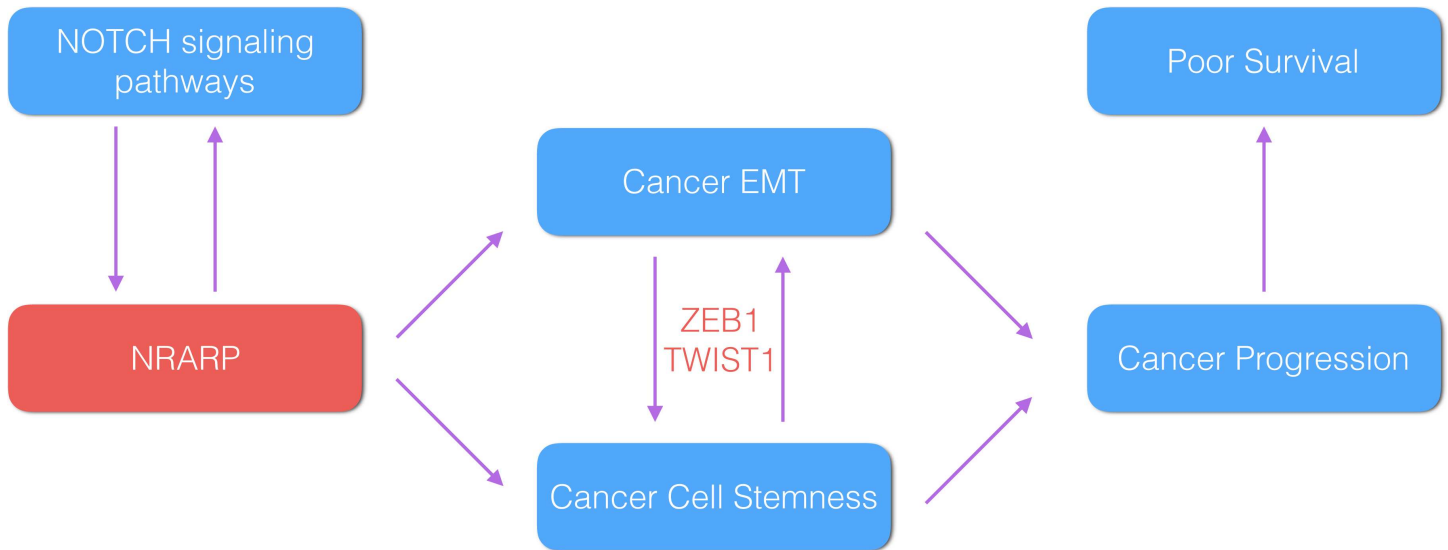 NOTCH signaling
pathways
Poor Survival
Cancer EMT
ZEB1
TWIST1
NRARP
Cancer Progression
Cancer Cell Stemness